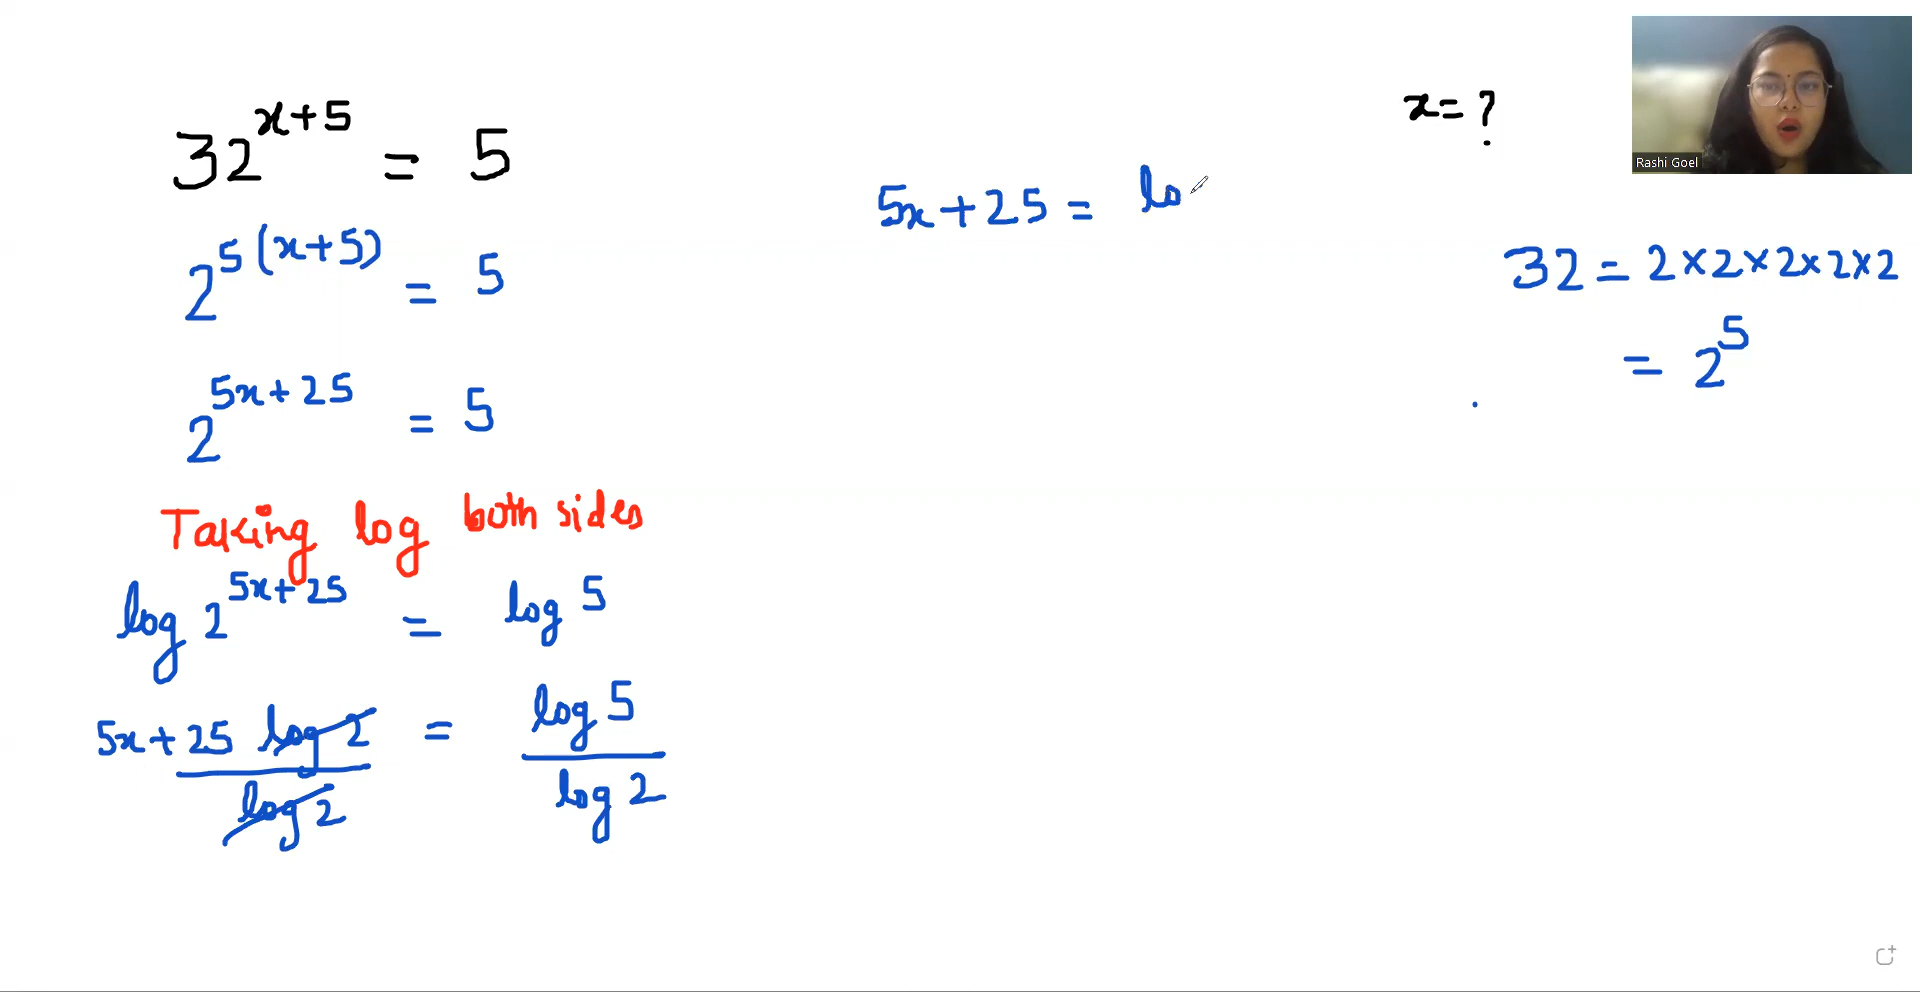 32^{x+5} = 5
2^{5(x+5)} = 5
2^{5x+25} = 5
Taking log both sides
log 2^{5x+25} = log 5
5x+25 log 2 / log 2 = log 5 / log 2
5x+25 = lo
x = ?
32 = 2×2×2×2×2
= 2^5
Rashi Goel